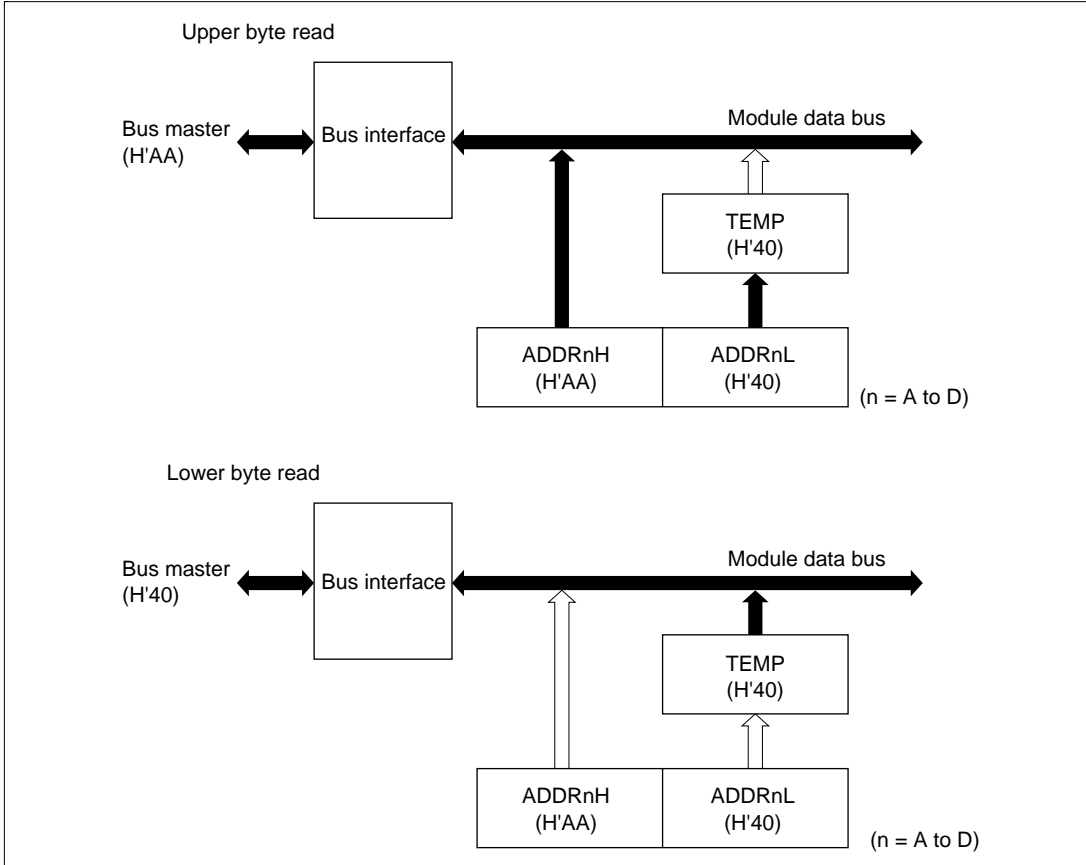 Upper byte read
Bus master
(H'AA)
Bus interface
Module data bus
TEMP
(H'40)
ADDRnH
(H'AA)
ADDRnL
(H'40)
(n = A to D)
Lower byte read
Bus master
(H'40)
Bus interface
Module data bus
TEMP
(H'40)
ADDRnH
(H'AA)
ADDRnL
(H'40)
(n = A to D)